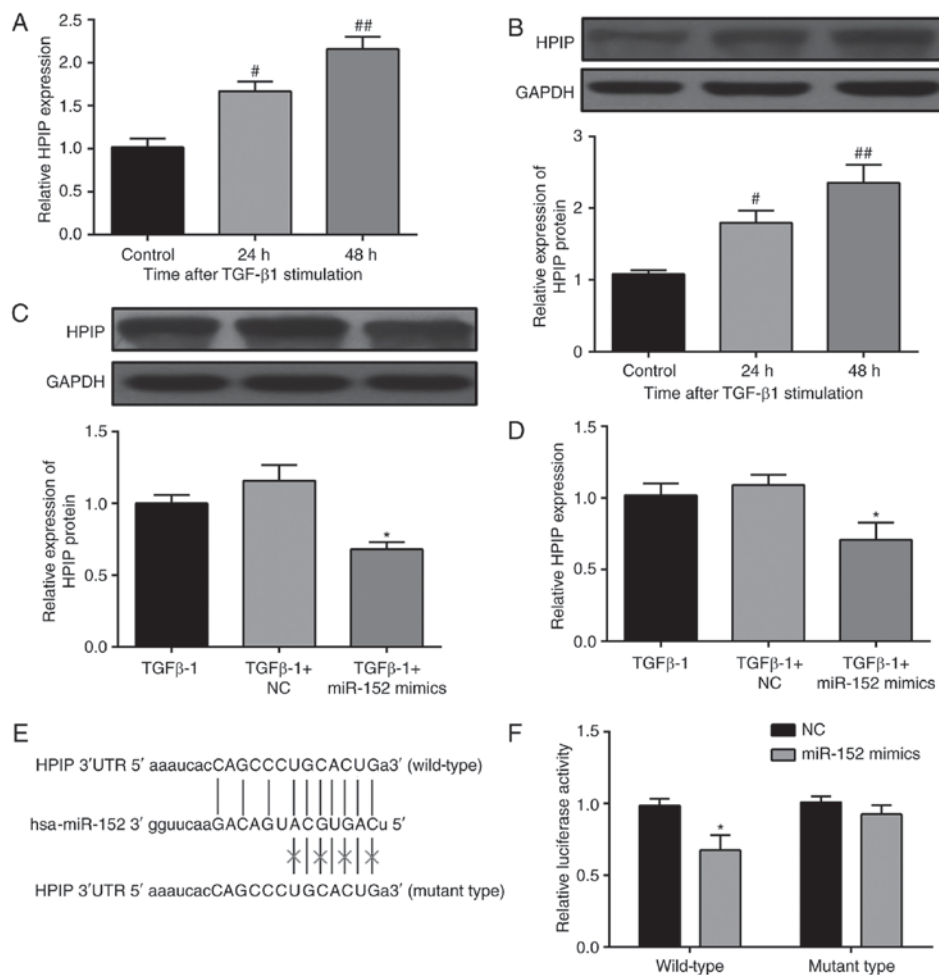 A
Relative HPIP expression
2.5
2.0
1.5
1.0
0.5
0.0
#
##
Control
24 h
48 h
Time after TGF-β1 stimulation
B
HPIP
GAPDH
Relative expression of
HPIP protein
3
2
1
0
#
##
Control
24 h
48 h
Time after TGF-β1 stimulation
C
HPIP
GAPDH
Relative expression of
HPIP protein
1.5
1.0
0.5
0.0
*
TGFβ-1
TGFβ-1+
NC
TGFβ-1+
miR-152 mimics
D
Relative HPIP expression
1.5
1.0
0.5
0.0
*
TGFβ-1
TGFβ-1+
NC
TGFβ-1+
miR-152 mimics
E
HPIP 3′UTR 5′ aaaucacCAGCCCUGCACUGa3′ (wild-type)
hsa-miR-152 3′ gguucaaGACAGUACGUGACu 5′
HPIP 3′UTR 5′ aaaucacCAGCCCUGCACUGa3′ (mutant type)
F
NC
miR-152 mimics
Relative luciferase activity
1.5
1.0
0.5
0.0
*
Wild-type
Mutant type